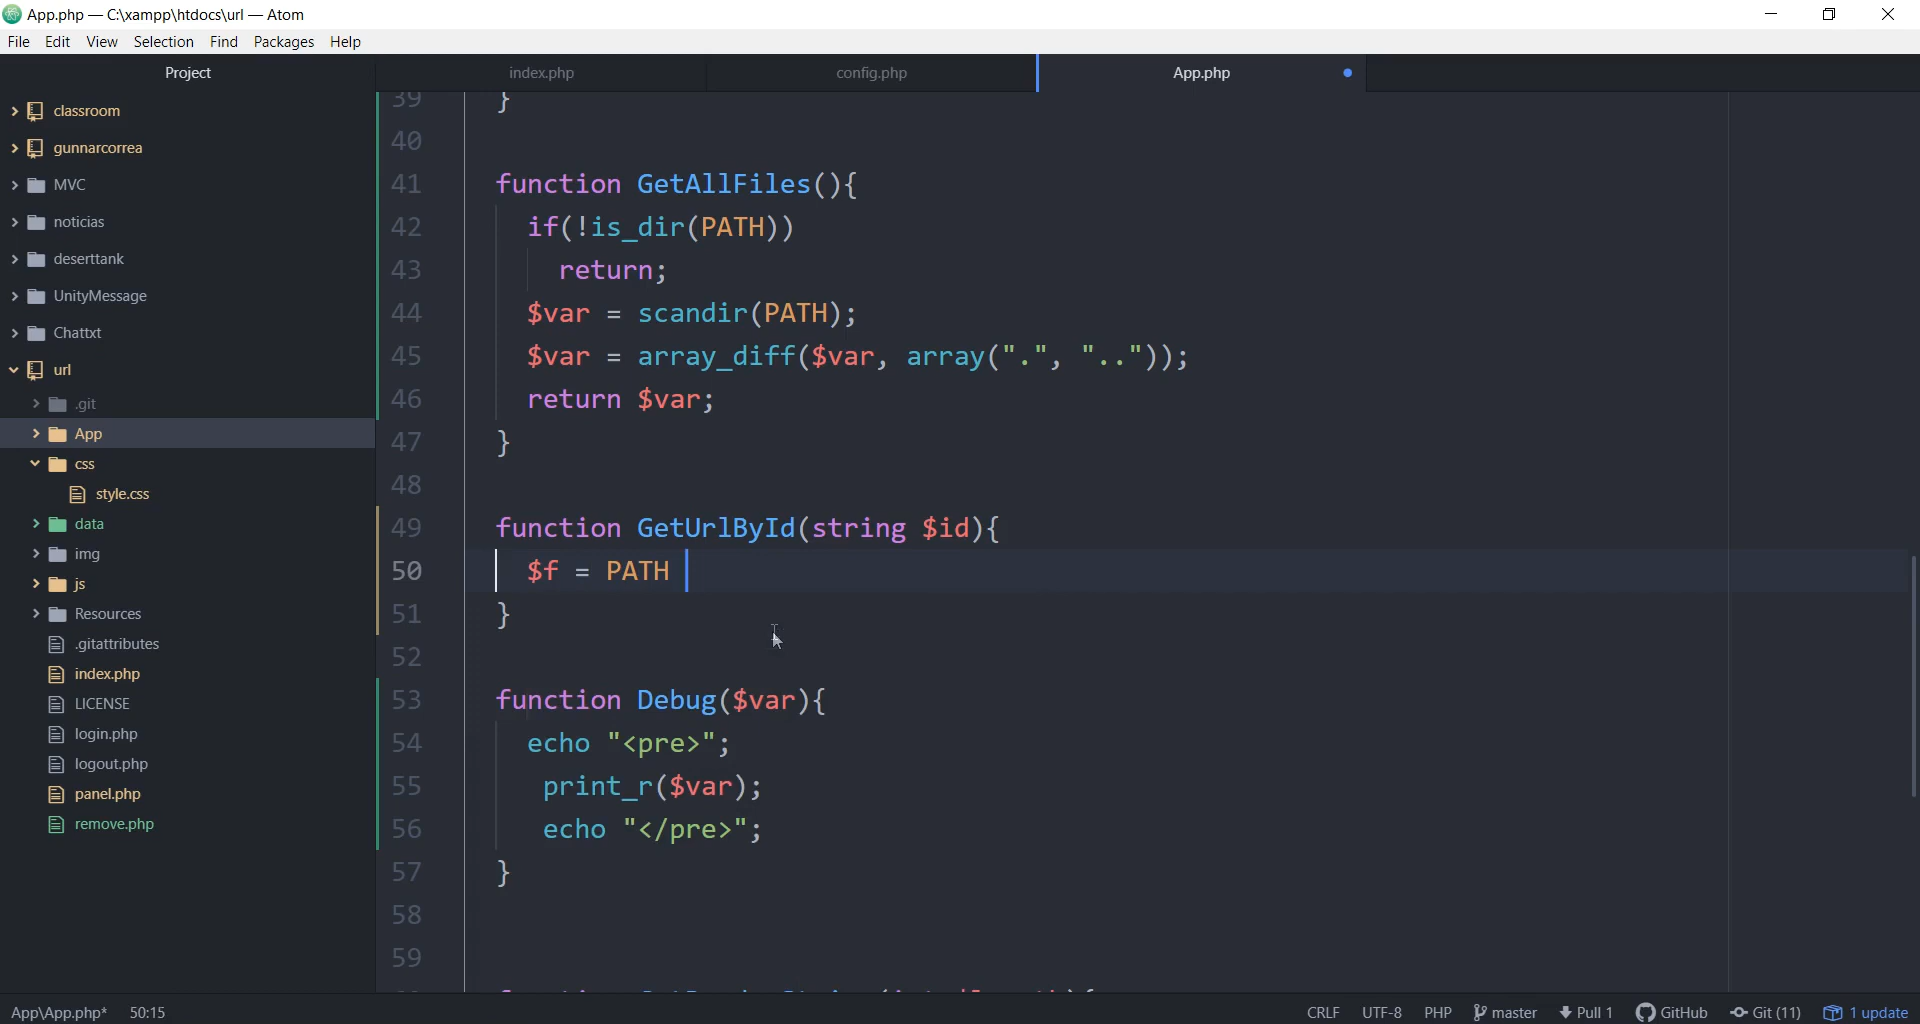 App.php — C:\xampp\htdocs\url — Atom
File Edit View Selection Find Packages Help
Project
index.php
config.php
App.php
classroom
gunnarcorrea
MVC
noticias
deserttank
UnityMessage
Chattxt
url
.git
App
css
style.css
data
img
js
Resources
.gitattributes
index.php
LICENSE
login.php
logout.php
panel.php
remove.php
39 }
40
41 function GetAllFiles(){
42 if(!is_dir(PATH))
43 return;
44 $var = scandir(PATH);
45 $var = array_diff($var, array(".", ".."));
46 return $var;
47 }
48
49 function GetUrlById(string $id){
50 $f = PATH
51 }
52
53 function Debug($var){
54 echo "<pre>";
55 print_r($var);
56 echo "</pre>";
57 }
58
59
App\App.php* 50:15
CRLF UTF-8 PHP master Pull 1 GitHub Git (11) 1 update